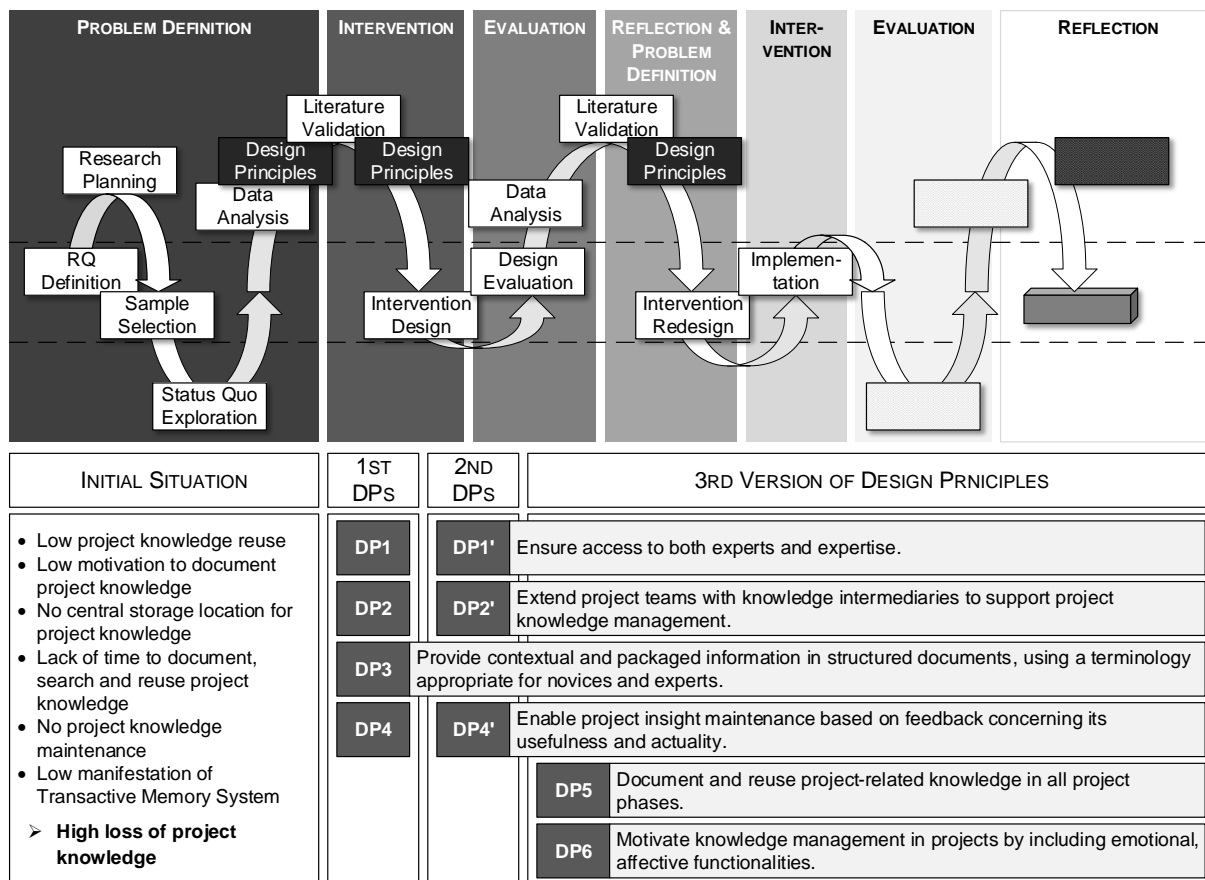 PROBLEM DEFINITION
INTERVENTION
EVALUATION
REFLECTION &
PROBLEM
DEFINITION
INTER-
VENTION
EVALUATION
REFLECTION
Literature
Validation
Literature
Validation
Design
Principles
Design
Principles
Design
Principles
Research
Planning
Data
Analysis
Data
Analysis
RQ
Definition
Design
Evaluation
Implemen-
tation
Sample
Selection
Intervention
Design
Intervention
Redesign
Status Quo
Exploration
INITIAL SITUATION
1ST
DPS
2ND
DPS
3RD VERSION OF DESIGN PRNICIPLES
• Low project knowledge reuse
• Low motivation to document
project knowledge
• No central storage location for
project knowledge
• Lack of time to document,
search and reuse project
knowledge
• No project knowledge
maintenance
• Low manifestation of
Transactive Memory System
➢ High loss of project
knowledge
DP1
DP1'
Ensure access to both experts and expertise.
DP2
DP2'
Extend project teams with knowledge intermediaries to support project
knowledge management.
DP3
Provide contextual and packaged information in structured documents, using a terminology
appropriate for novices and experts.
DP4
DP4'
Enable project insight maintenance based on feedback concerning its
usefulness and actuality.
DP5
Document and reuse project-related knowledge in all project
phases.
DP6
Motivate knowledge management in projects by including emotional,
affective functionalities.